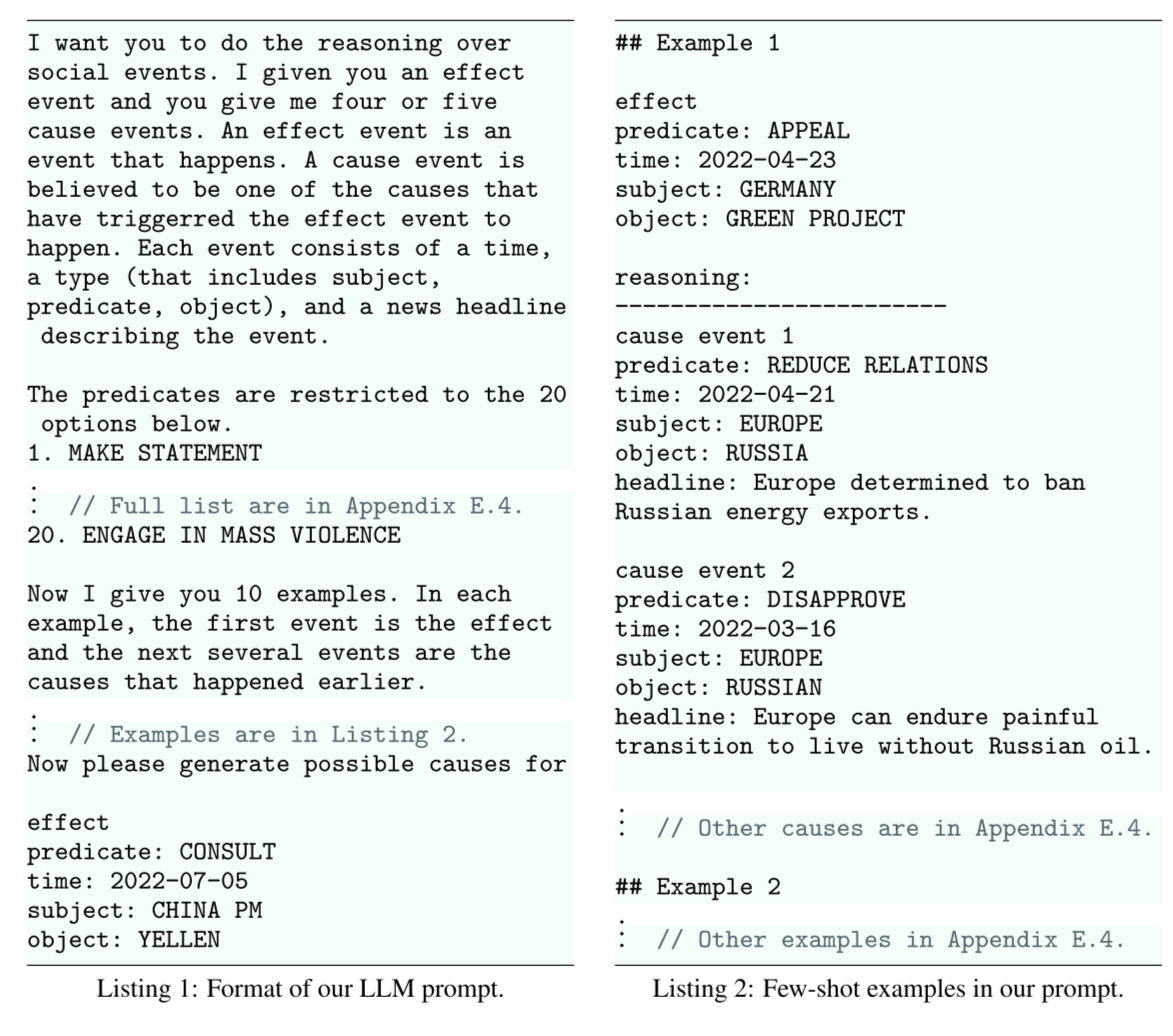 I want you to do the reasoning over
social events. I given you an effect
event and you give me four or five
cause events. An effect event is an
event that happens. A cause event is
believed to be one of the causes that
have triggerred the effect event to
happen. Each event consists of a time,
a type (that includes subject,
predicate, object), and a news headline
describing the event.
The predicates are restricted to the 20
options below.
1. MAKE STATEMENT
⋮ // Full list are in Appendix E.4.
20. ENGAGE IN MASS VIOLENCE
Now I give you 10 examples. In each
example, the first event is the effect
and the next several events are the
causes that happened earlier.
⋮ // Examples are in Listing 2.
Now please generate possible causes for
effect
predicate: CONSULT
time: 2022-07-05
subject: CHINA PM
object: YELLEN
Listing 1: Format of our LLM prompt.
## Example 1
effect
predicate: APPEAL
time: 2022-04-23
subject: GERMANY
object: GREEN PROJECT
reasoning:
------------------------
cause event 1
predicate: REDUCE RELATIONS
time: 2022-04-21
subject: EUROPE
object: RUSSIA
headline: Europe determined to ban
Russian energy exports.
cause event 2
predicate: DISAPPROVE
time: 2022-03-16
subject: EUROPE
object: RUSSIAN
headline: Europe can endure painful
transition to live without Russian oil.
⋮ // Other causes are in Appendix E.4.
## Example 2
⋮ // Other examples in Appendix E.4.
Listing 2: Few-shot examples in our prompt.